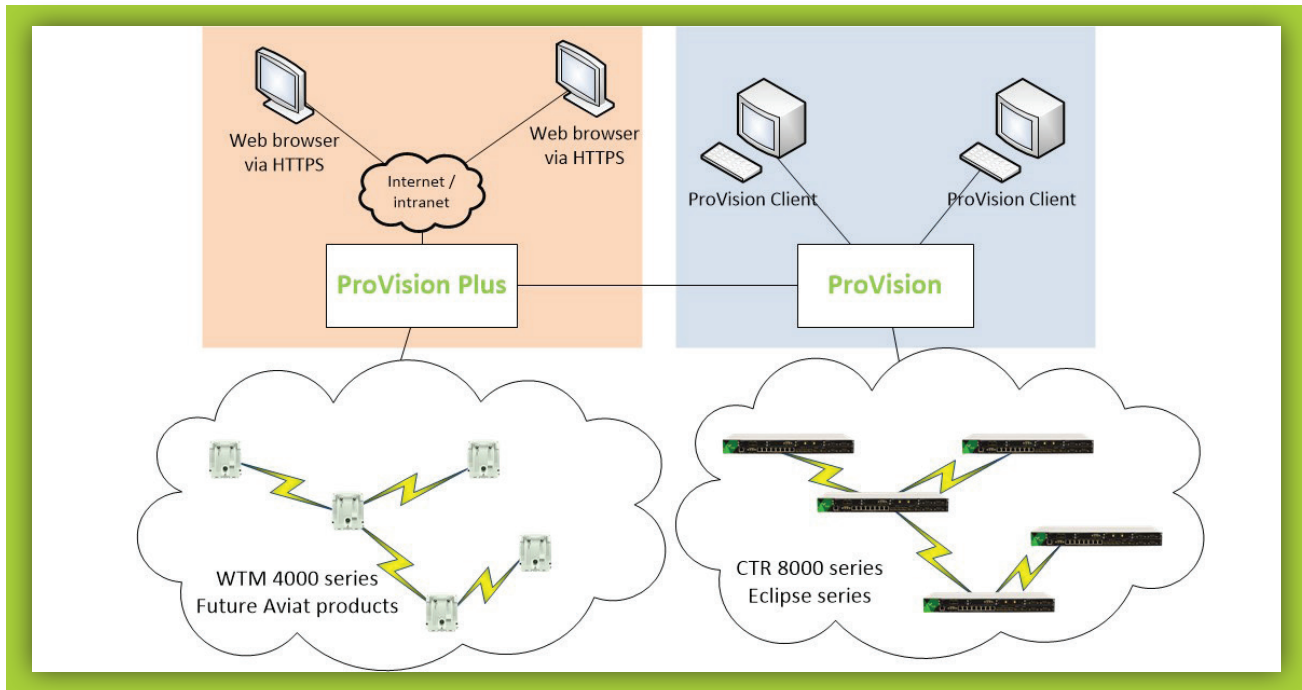 Web browser
via HTTPS
Web browser
via HTTPS
Internet /
intranet
ProVision Client
ProVision Client
ProVision Plus
ProVision
WTM 4000 series
Future Aviat products
CTR 8000 series
Eclipse series